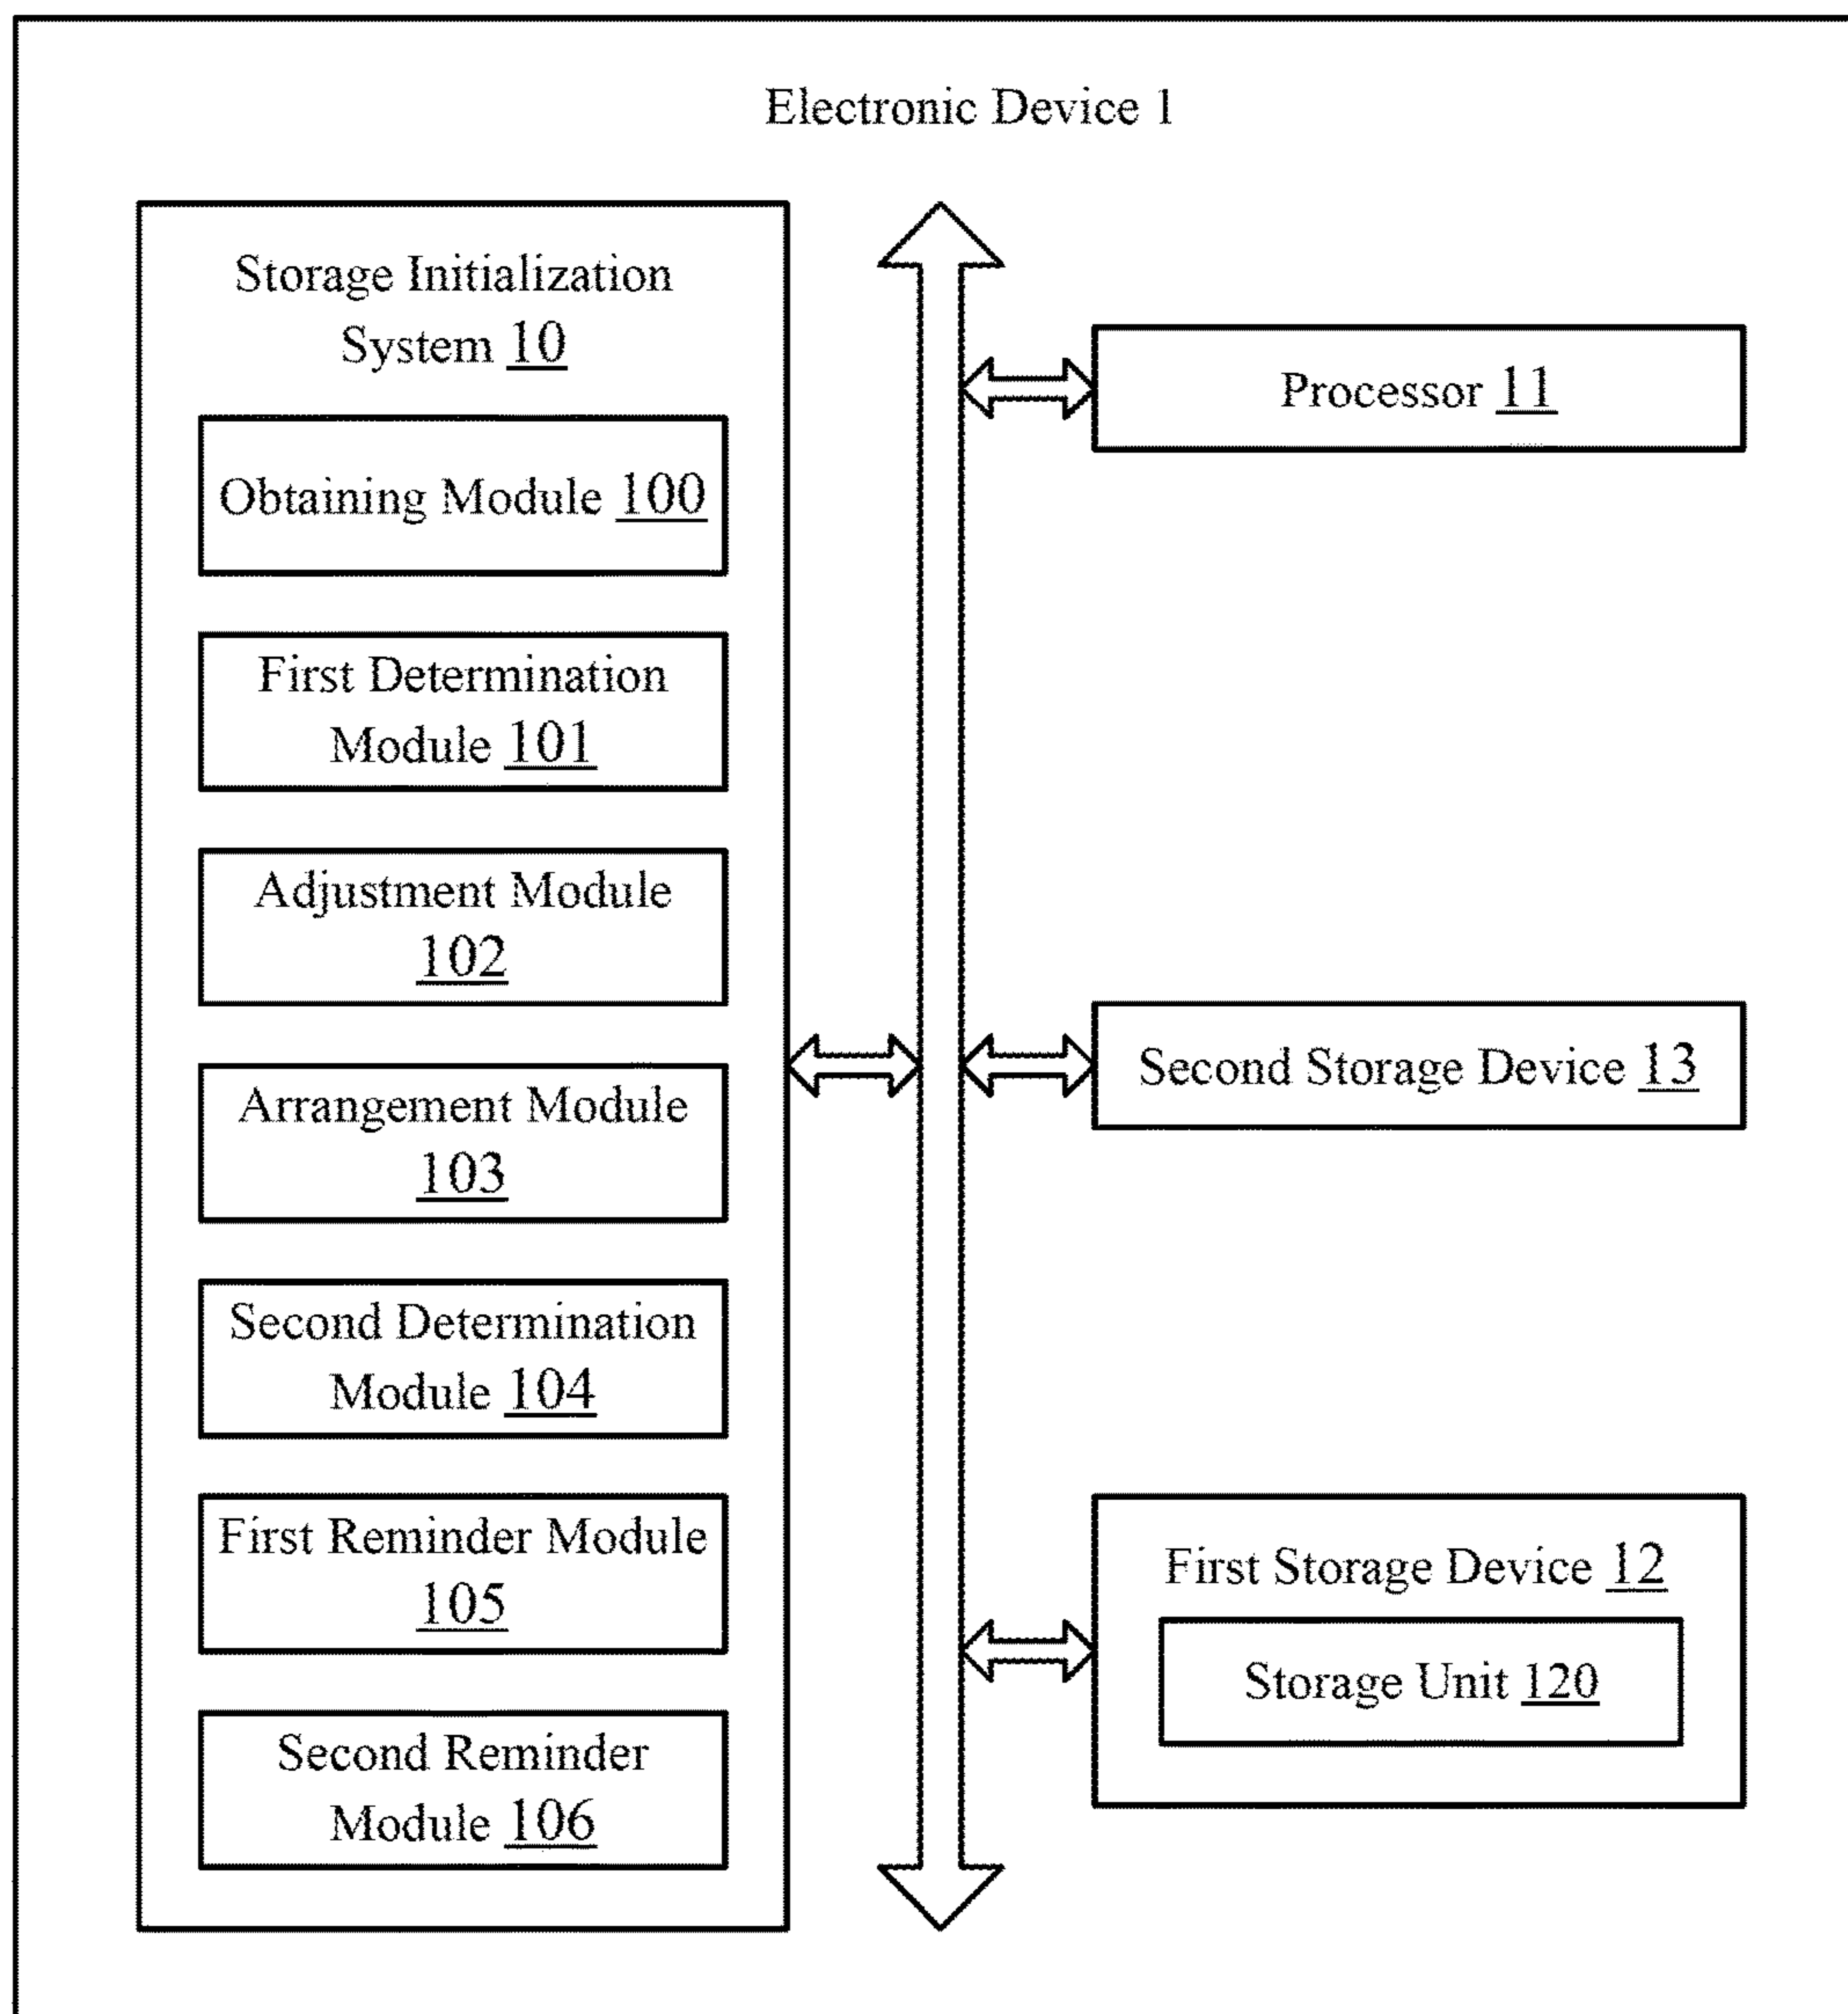 Electronic Device 1
Storage Initialization
System 10
Obtaining Module 100
First Determination
Module 101
Adjustment Module
102
Arrangement Module
103
Second Determination
Module 104
First Reminder Module
105
Second Reminder
Module 106
Processor 11
Second Storage Device 13
First Storage Device 12
Storage Unit 120